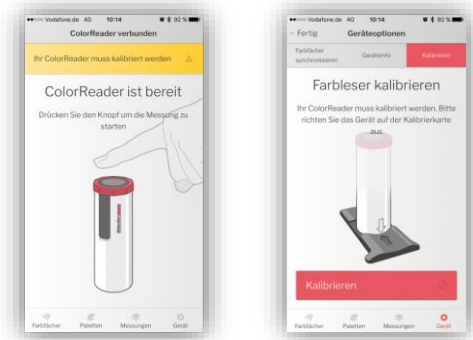 Vodafone.de 4G 10:14 92 %
ColorReader verbunden
Ihr ColorReader muss kalibriert werden
ColorReader ist bereit
Drücken Sie den Knopf um die Messung zu
starten
Farbfächer Paletten Messungen Gerät
Vodafone.de 4G 10:14 92 %
Fertig Geräteoptionen
Farbfächer
synchronisieren
Geräteinfo
Kalibrieren
Farbleser kalibrieren
Ihr ColorReader muss kalibriert werden. Bitte
richten Sie das Gerät auf der Kalibrierkarte
aus.
Kalibrieren
Farbfächer Paletten Messungen Gerät